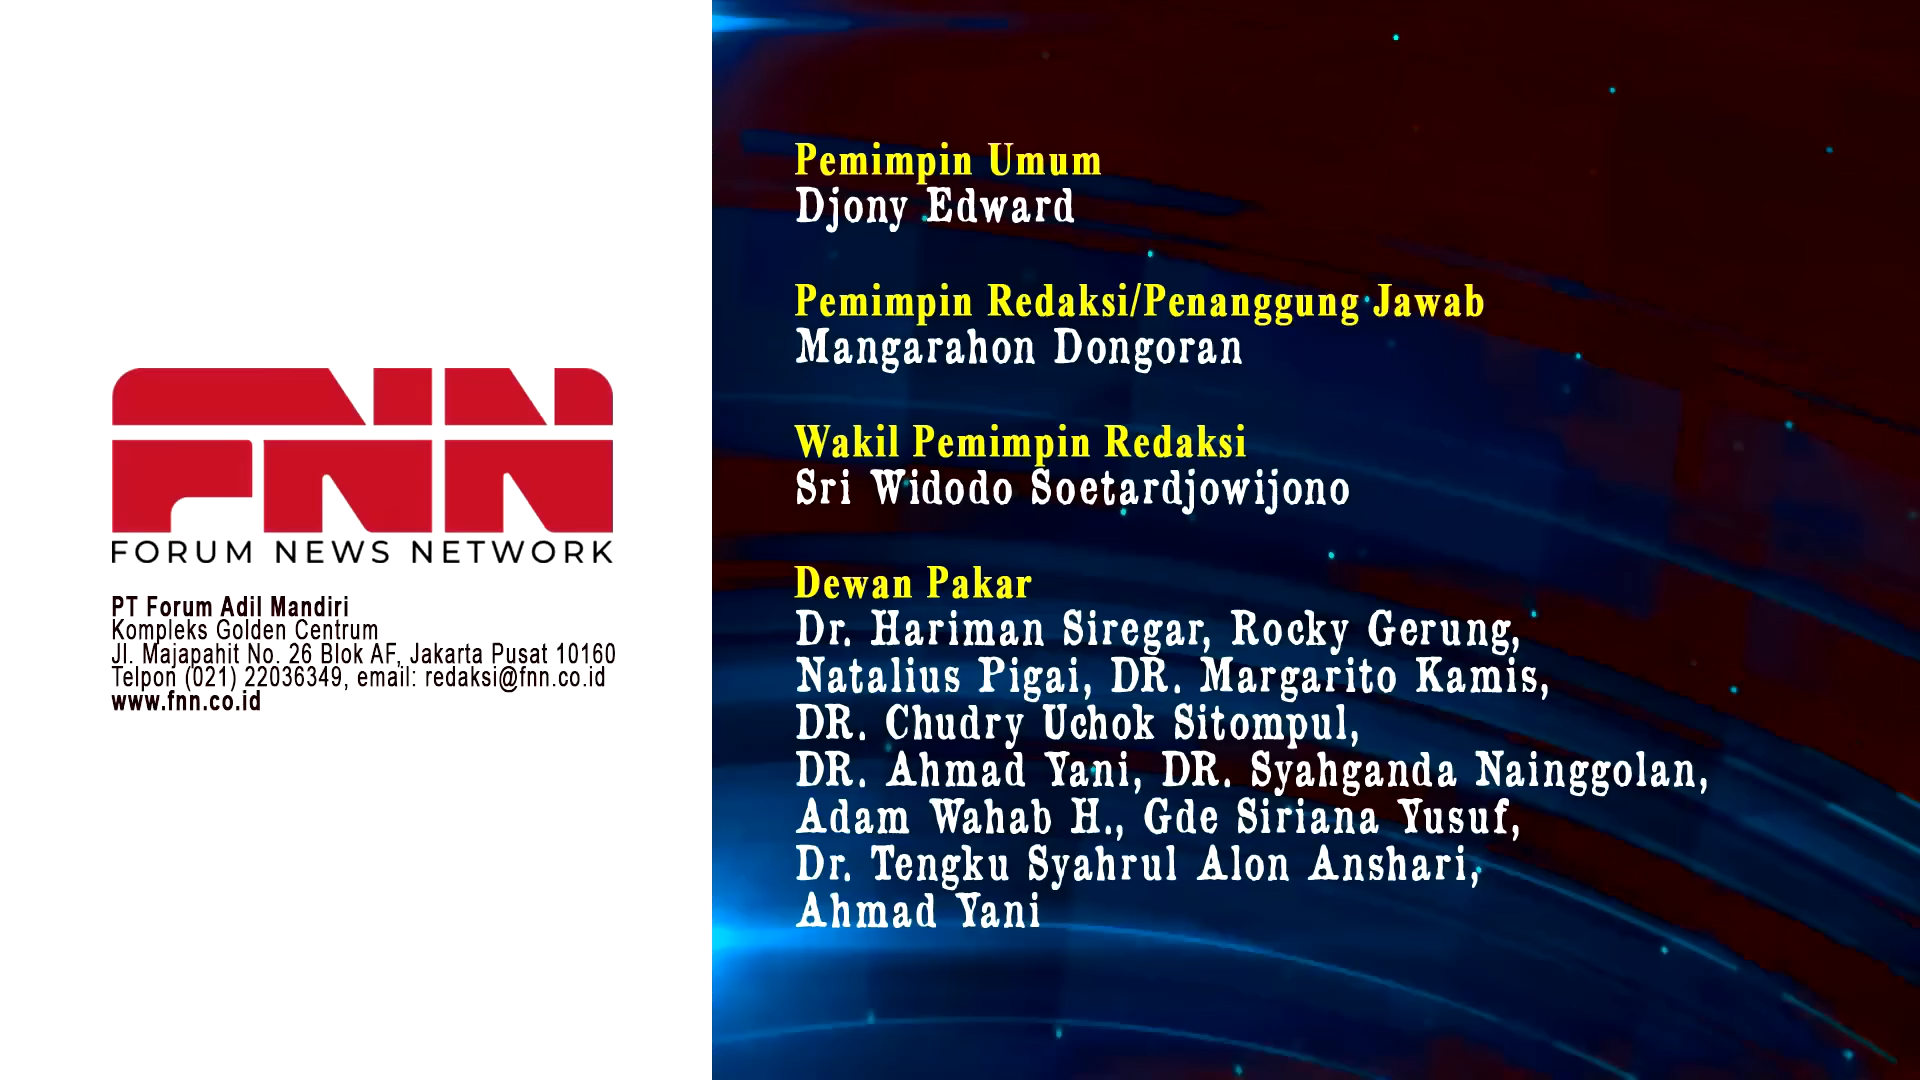 FNN
FORUM NEWS NETWORK
PT Forum Adil Mandiri
Kompleks Golden Centrum
Jl. Majapahit No. 26 Blok AF, Jakarta Pusat 10160
Telpon (021) 22036349, email: redaksi@fnn.co.id
www.fnn.co.id
Pemimpin Umum
Djony Edward
Pemimpin Redaksi/Penanggung Jawab
Mangarahon Dongoran
Wakil Pemimpin Redaksi
Sri Widodo Soetardjowijono
Dewan Pakar
Dr. Hariman Siregar, Rocky Gerung,
Natalius Pigai, DR. Margarito Kamis,
DR. Chudry Uchok Sitompul,
DR. Ahmad Yani, DR. Syahganda Nainggolan,
Adam Wahab H., Gde Siriana Yusuf,
Dr. Tengku Syahrul Alon Anshari,
Ahmad Yani